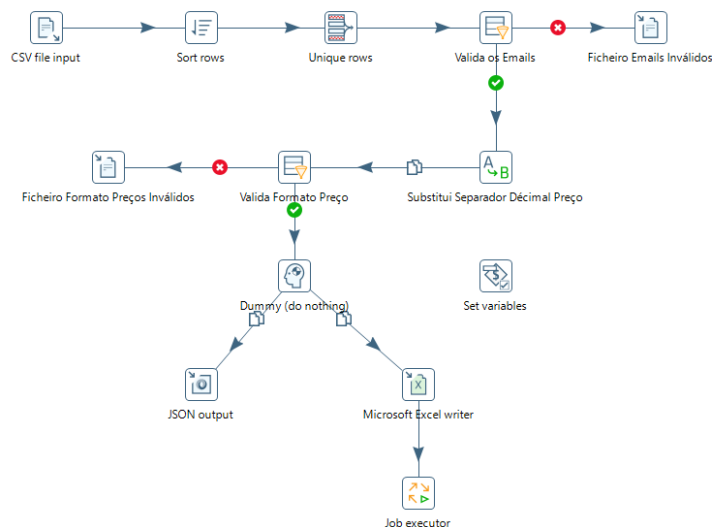 CSV file input
Sort rows
Unique rows
Valida os Emails
Ficheiro Emails Inválidos
Ficheiro Formato Preços Inválidos
Valida Formato Preço
Substitui Separador Décimal Preço
Dummy (do nothing)
Set variables
JSON output
Microsoft Excel writer
Job executor